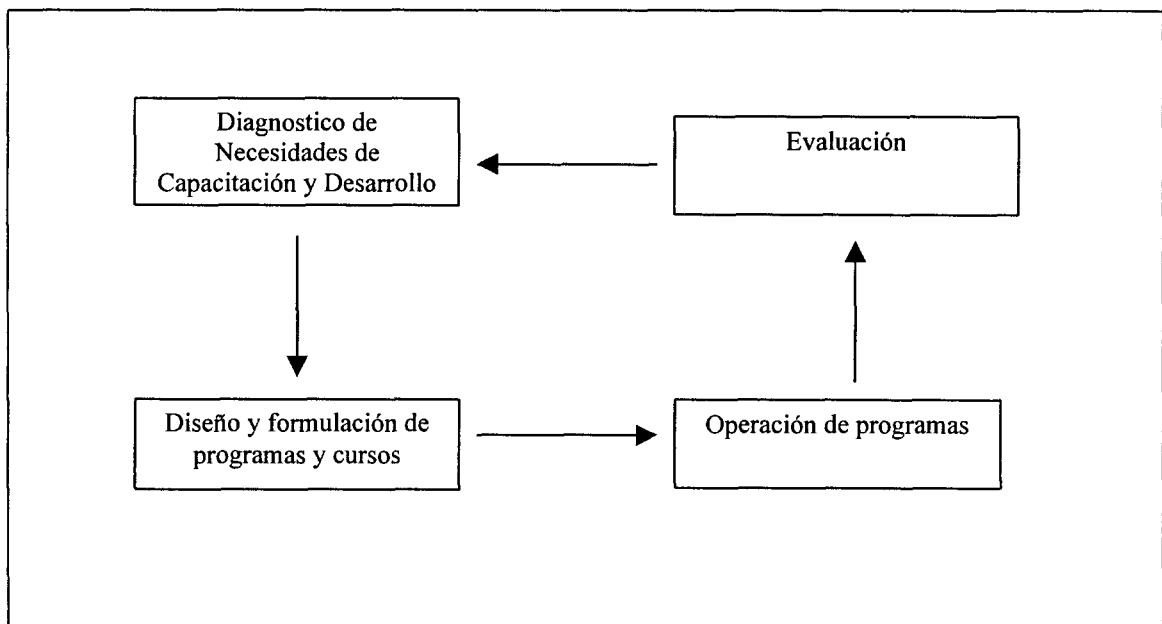 Diagnostico de
Necesidades de
Capacitación y Desarrollo
Evaluación
Diseño y formulación de
programas y cursos
Operación de programas